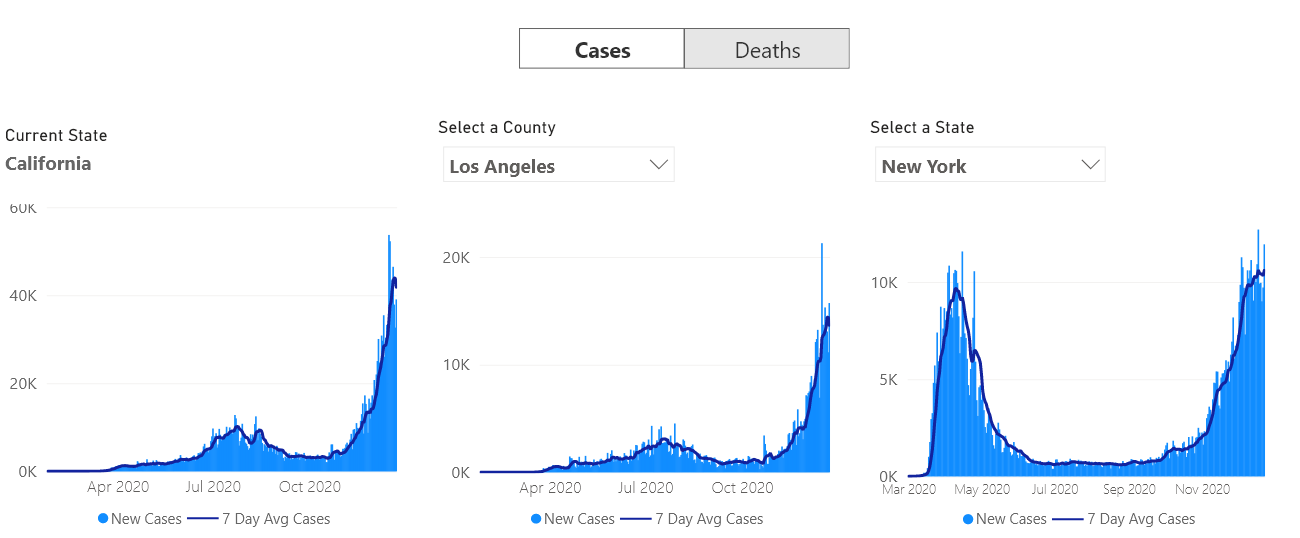 Cases
Deaths
Current State
California
Select a County
Los Angeles
Select a State
New York
60K
40K
20K
0K
Apr 2020 Jul 2020 Oct 2020
New Cases 7 Day Avg Cases
20K
10K
0K
Apr 2020 Jul 2020 Oct 2020
New Cases 7 Day Avg Cases
10K
5K
0K
Mar 2020 May 2020 Jul 2020 Sep 2020 Nov 2020
New Cases 7 Day Avg Cases